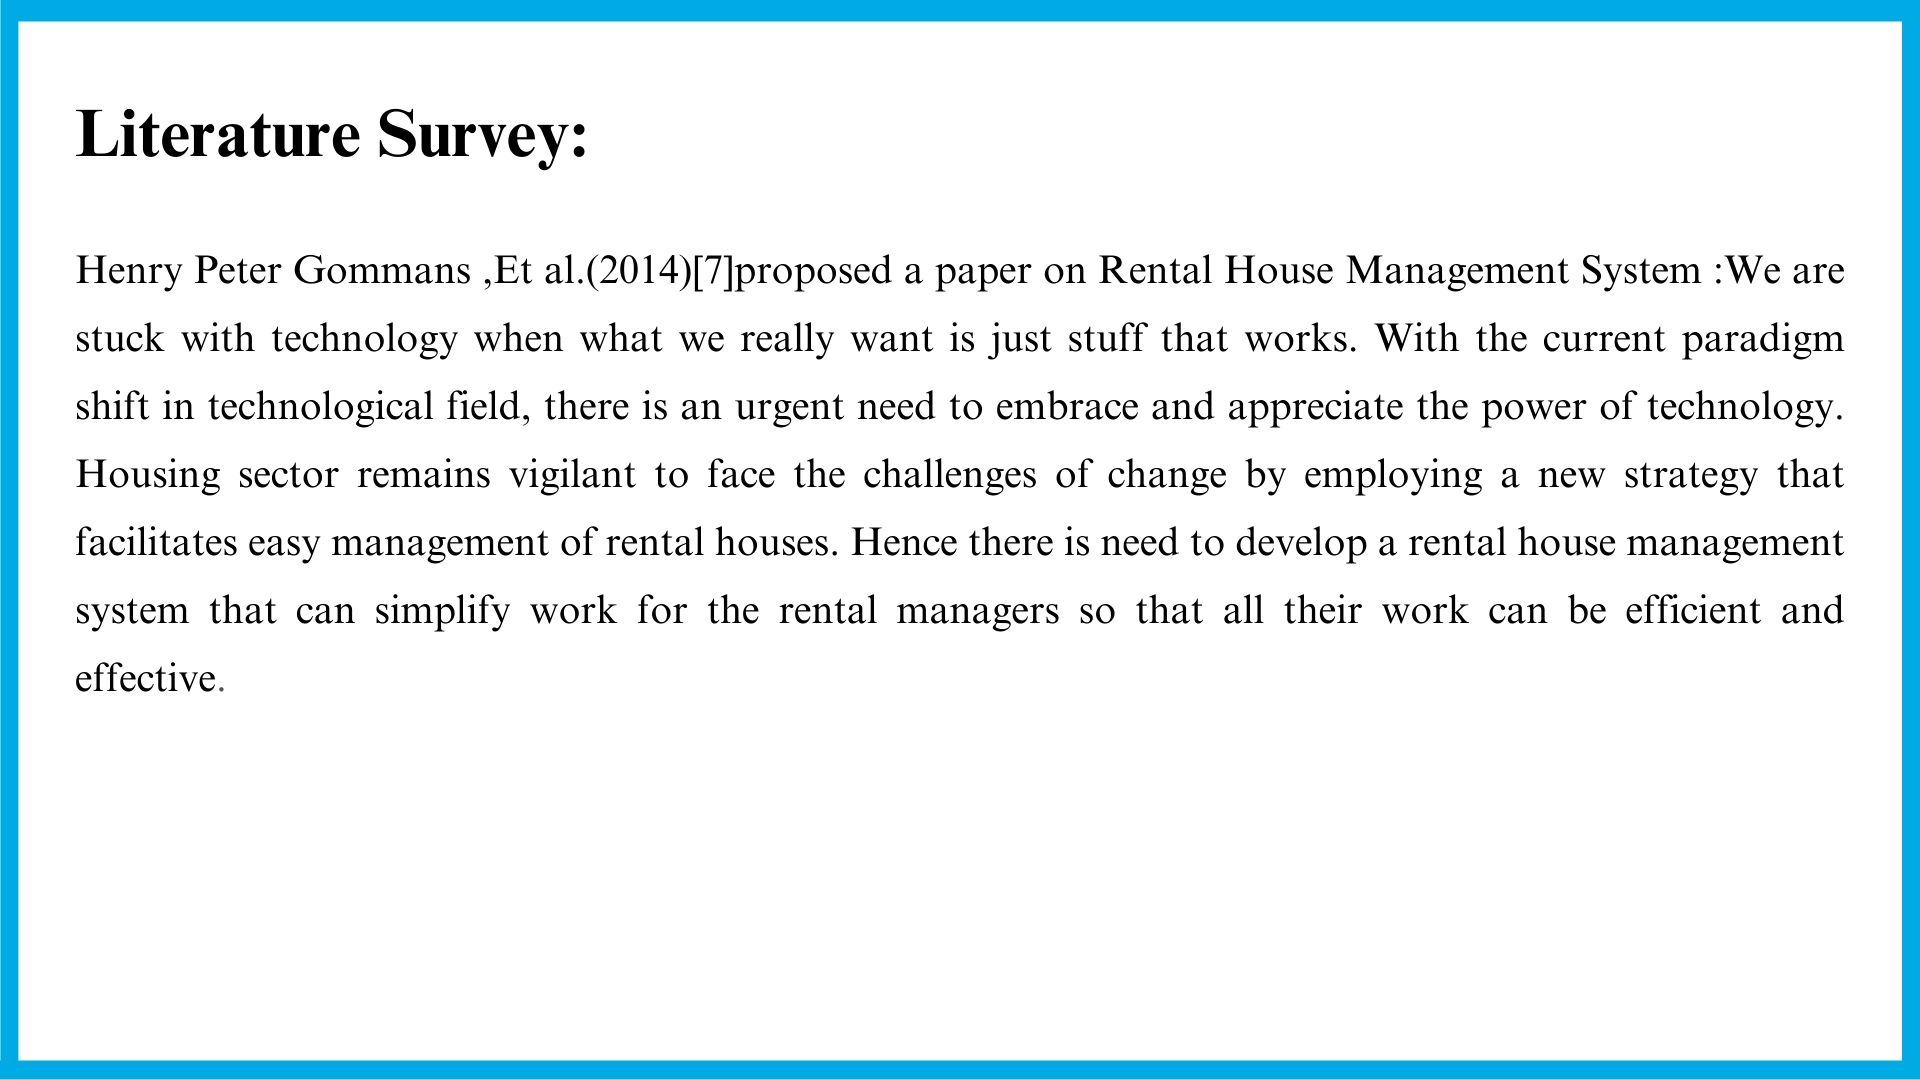 Literature Survey:
Henry Peter Gommans ,Et al.(2014)[7]proposed a paper on Rental House Management System :We are
stuck with technology when what we really want is just stuff that works. With the current paradigm
shift in technological field, there is an urgent need to embrace and appreciate the power of technology.
Housing sector remains vigilant to face the challenges of change by employing a new strategy that
facilitates easy management of rental houses. Hence there is need to develop a rental house management
system that can simplify work for the rental managers so that all their work can be efficient and
effective.